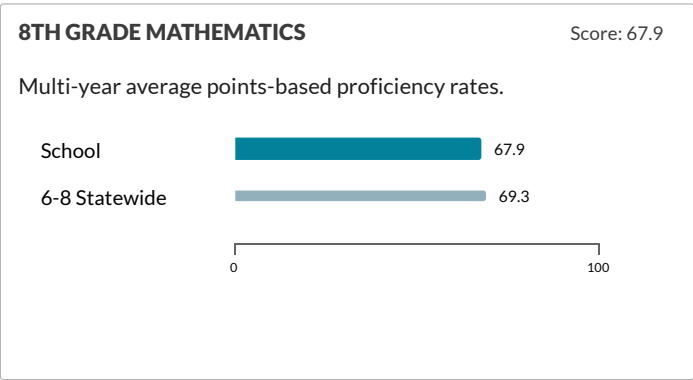 8TH GRADE MATHEMATICS Score: 67.9
Multi-year average points-based proficiency rates.
School 67.9
6-8 Statewide 69.3
0 100